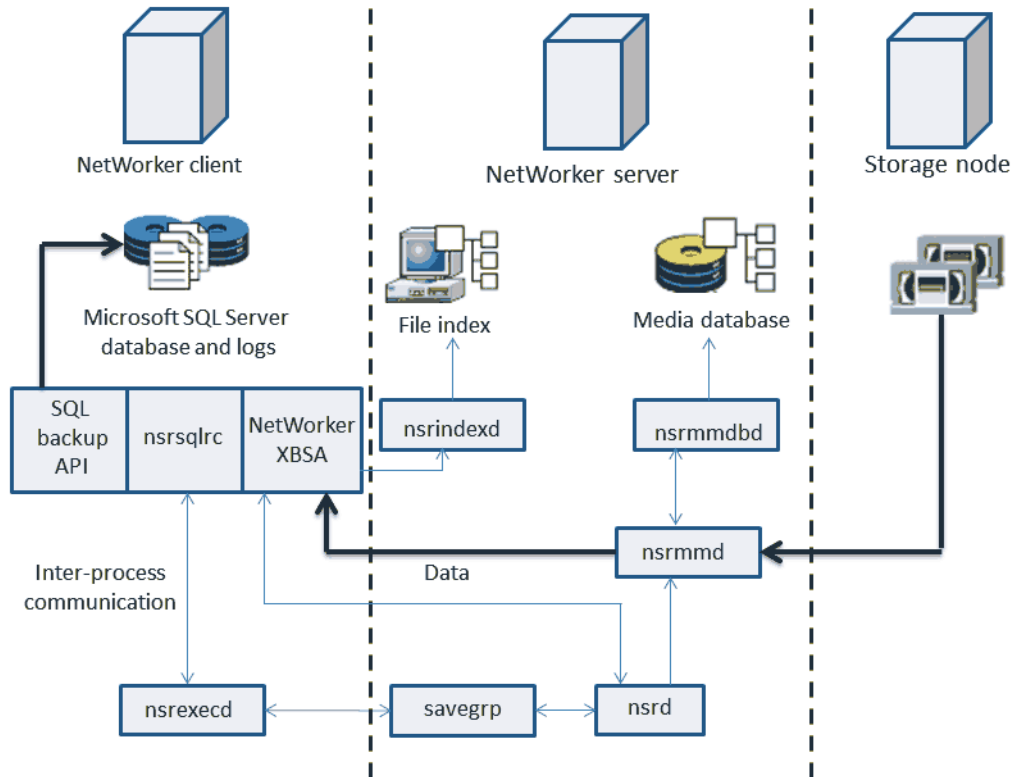 NetWorker client
NetWorker server
Storage node
Microsoft SQL Server
database and logs
File index
Media database
SQL
backup
API
nsrsqlrc
NetWorker
XBSA
nsrindexd
nsrmmdbd
nsrmmd
Inter-process
communication
Data
nsrexecd
savegrp
nsrd